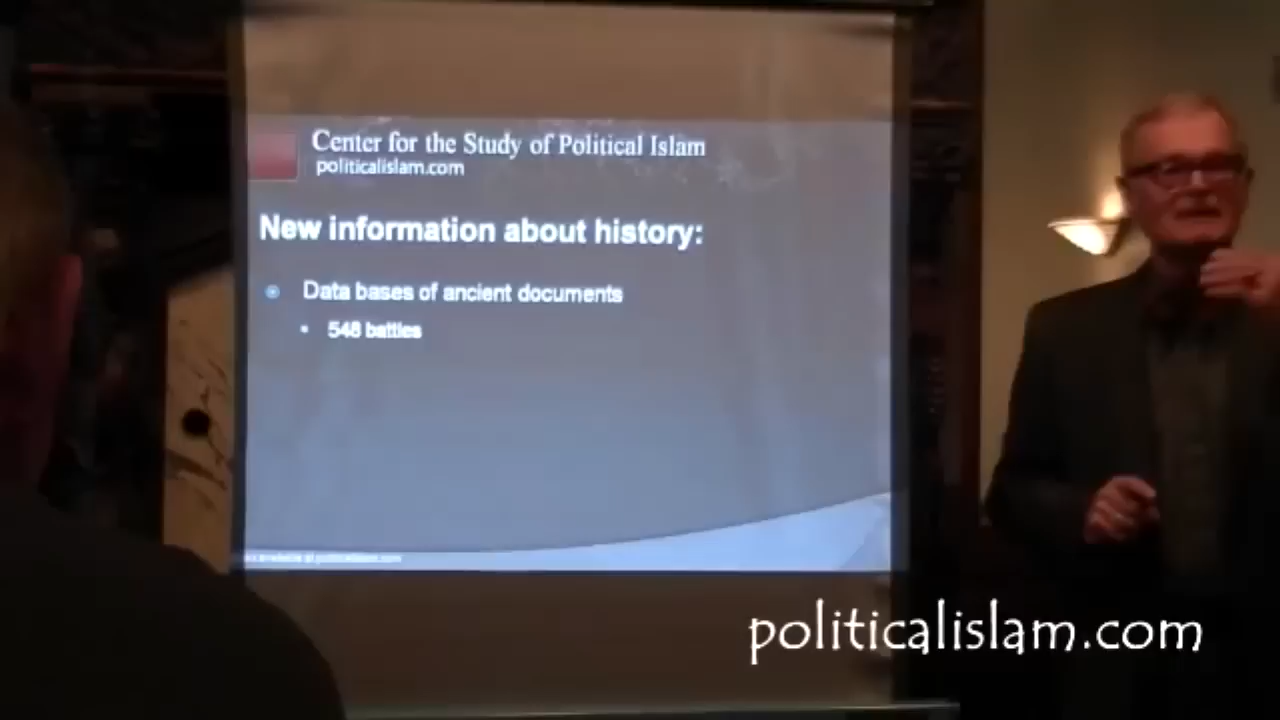 Center for the Study of Political Islam
politicalislam.com
New information about history:
Data bases of ancient documents
548 battles
politicalislam.com